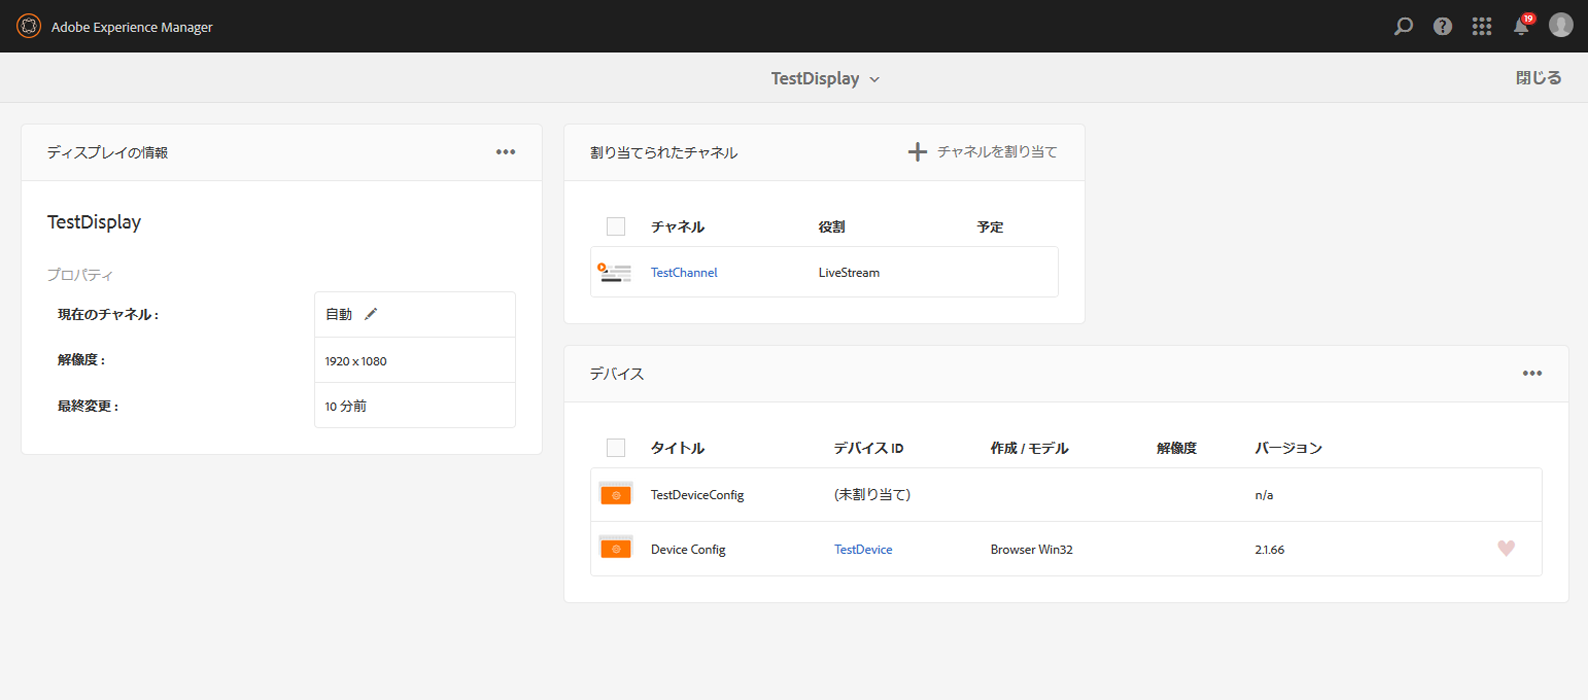 Adobe Experience Manager
19
TestDisplay
閉じる
ディスプレイの情報
TestDisplay
プロパティ
現在のチャネル : 自動
解像度 : 1920 x 1080
最終変更 : 10 分前
割り当てられたチャネル
チャネルを割り当て
チャネル 役割 予定
TestChannel LiveStream
デバイス
タイトル デバイス ID 作成 / モデル 解像度 バージョン
TestDeviceConfig (未割り当て) n/a
Device Config TestDevice Browser Win32 2.1.66